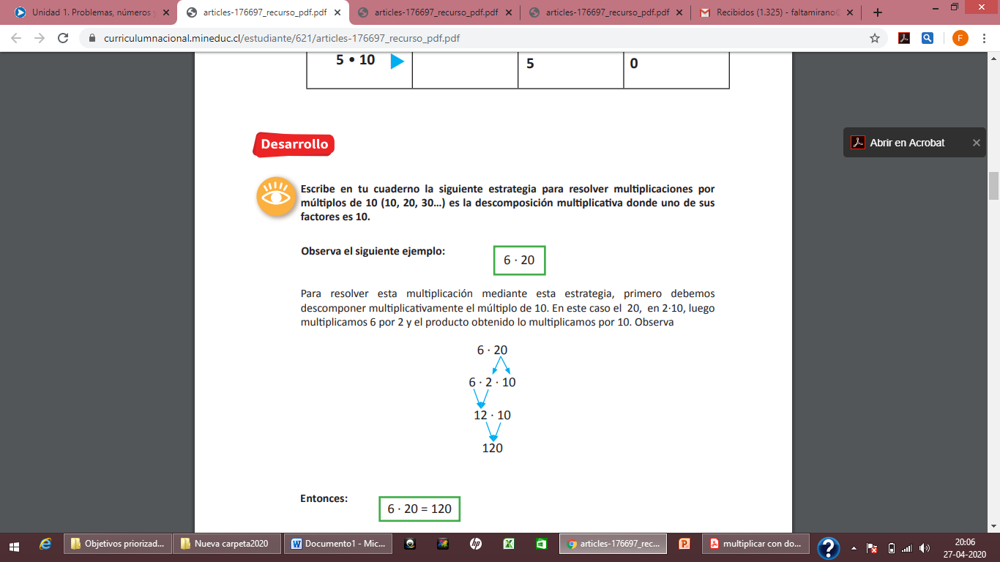 Unidad 1. Problemas, números y
articles-176697_recurso_pdf.pdf
articles-176697_recurso_pdf.pdf
articles-176697_recurso_pdf.pdf
Recibidos (1.325) - faltamirano@
curriculumnacional.mineduc.cl/estudiante/621/articles-176697_recurso_pdf.pdf
F
5 • 10 5 0
Desarrollo
Abrir en Acrobat
Escribe en tu cuaderno la siguiente estrategia para resolver multiplicaciones por
múltiplos de 10 (10, 20, 30…) es la descomposición multiplicativa donde uno de sus
factores es 10.
Observa el siguiente ejemplo: 6 · 20
Para resolver esta multiplicación mediante esta estrategia, primero debemos
descomponer multiplicativamente el múltiplo de 10. En este caso el 20, en 2·10, luego
multiplicamos 6 por 2 y el producto obtenido lo multiplicamos por 10. Observa
6 · 20
6 · 2 · 10
12 · 10
120
Entonces: 6 · 20 = 120
Objetivos priorizad...
Nueva carpeta2020
Documento1 - Mic...
articles-176697_rec...
multiplicar con do...
20:06
27-04-2020